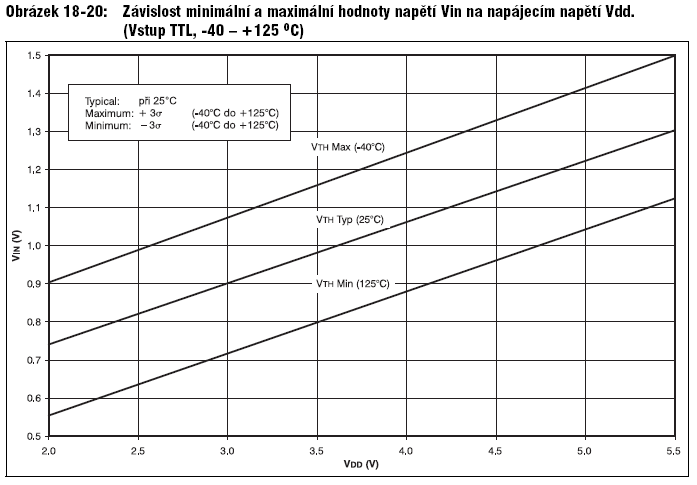 Obrázek 18-20: Závislost minimální a maximální hodnoty napětí Vin na napájecím napětí Vdd.
(Vstup TTL, -40 – +125 ⁰C)
1.5
1.4
1,3
1,2
1,1
1.0
0.9
0.8
0.7
0.6
0.5
VIN (V)
Typical: při 25°C
Maximum: + 3σ (-40°C do +125°C)
Minimum: – 3σ (-40°C do +125°C)
VTH Max (-40°C)
VTH Typ (25°C)
VTH Min (125°C)
2.0 2.5 3.0 3.5 4.0 4.5 5.0 5.5
VDD (V)